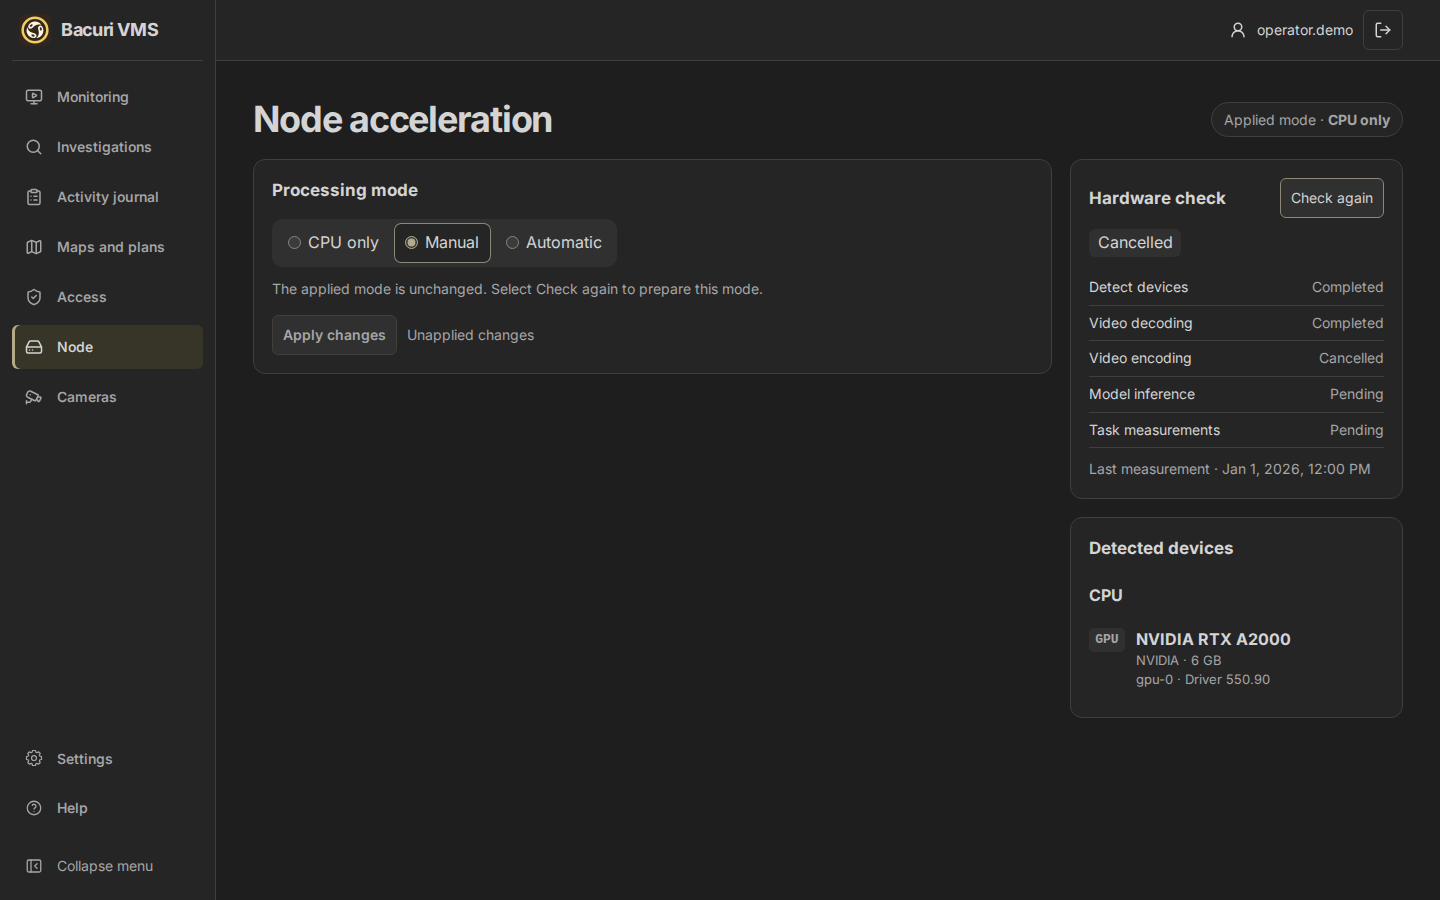 Bacuri VMS
operator.demo
Monitoring
Investigations
Activity journal
Maps and plans
Access
Node
Cameras
Settings
Help
Collapse menu
Node acceleration
Applied mode · CPU only
Processing mode
CPU only
Manual
Automatic
The applied mode is unchanged. Select Check again to prepare this mode.
Apply changes
Unapplied changes
Hardware check
Check again
Cancelled
Detect devices Completed
Video decoding Completed
Video encoding Cancelled
Model inference Pending
Task measurements Pending
Last measurement · Jan 1, 2026, 12:00 PM
Detected devices
CPU
GPU NVIDIA RTX A2000
NVIDIA · 6 GB
gpu-0 · Driver 550.90